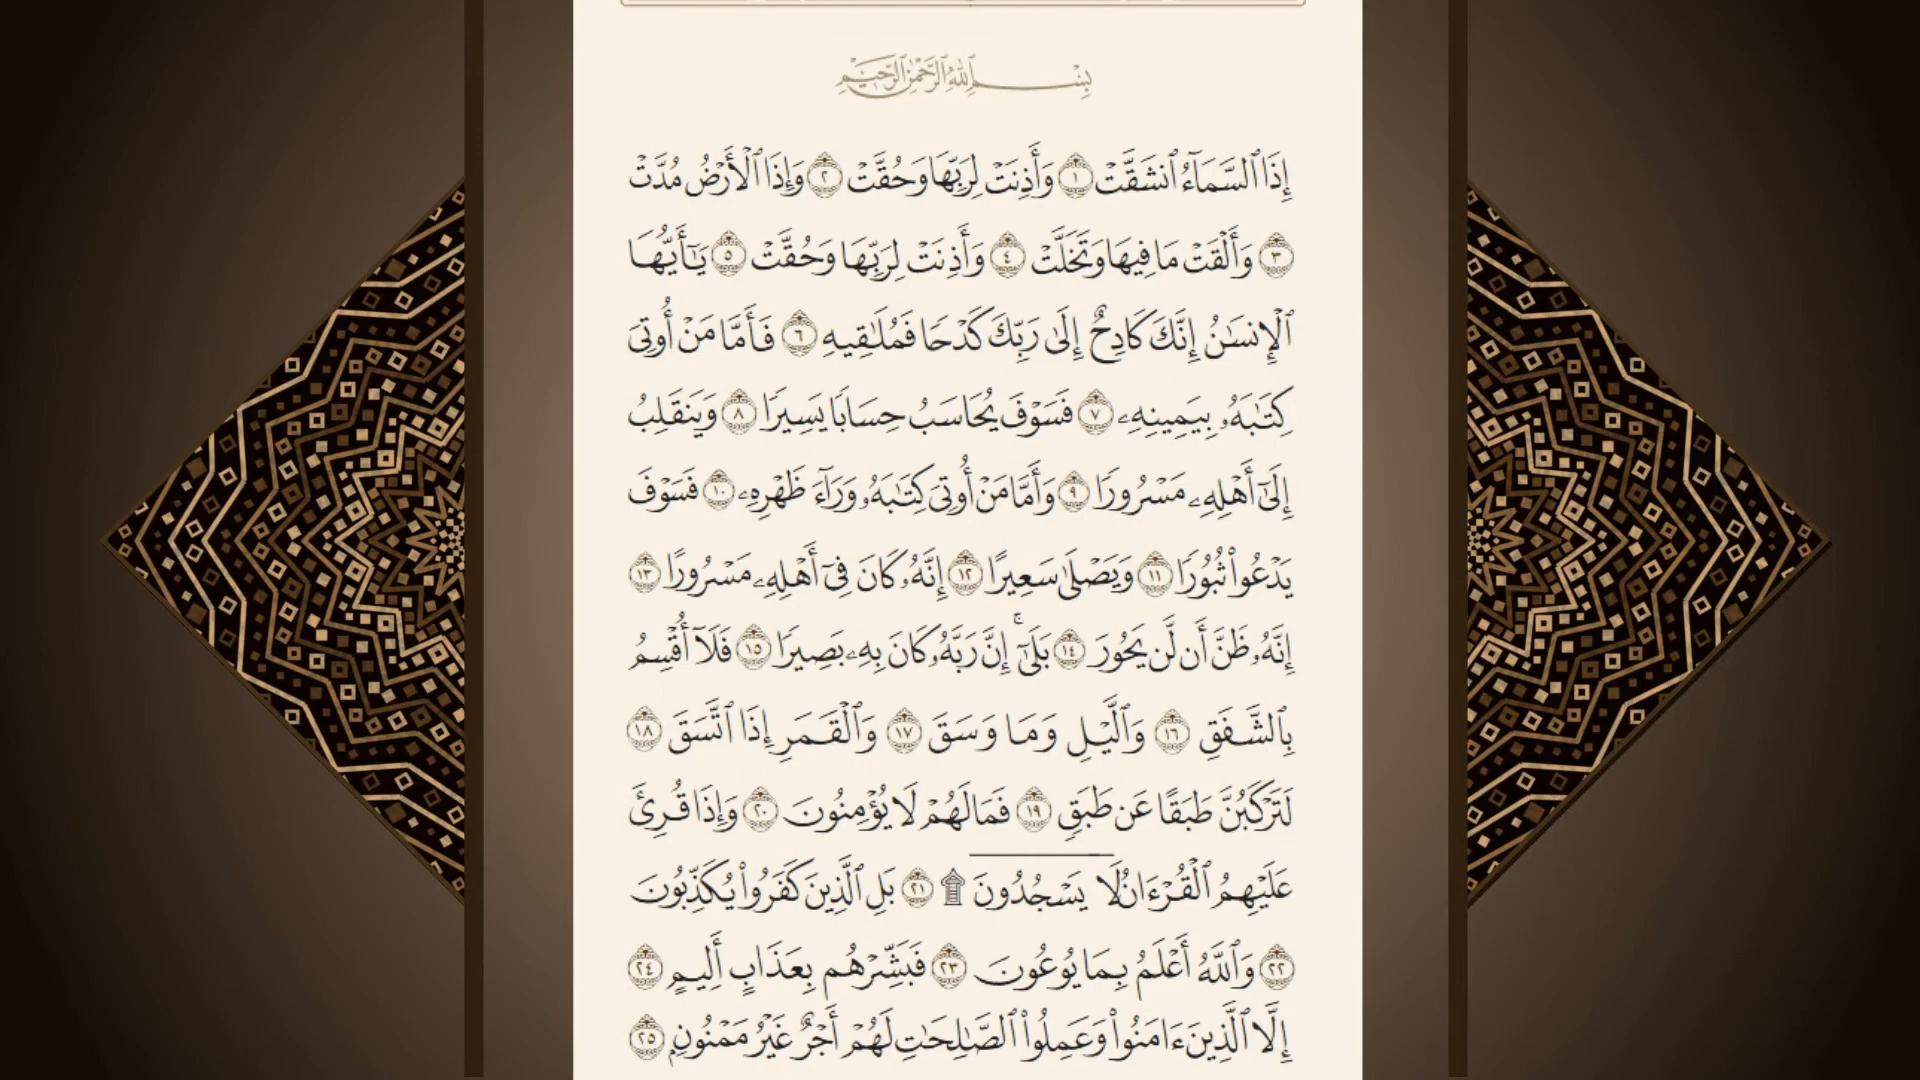 بِسْمِ ٱللَّهِ ٱلرَّحْمَٰنِ ٱلرَّحِيمِ
إِذَا ٱلسَّمَآءُ ٱنشَقَّتْ ١ وَأَذِنَتْ لِرَبِّهَا وَحُقَّتْ ٢ وَإِذَا ٱلْأَرْضُ مُدَّتْ
٣ وَأَلْقَتْ مَا فِيهَا وَتَخَلَّتْ ٤ وَأَذِنَتْ لِرَبِّهَا وَحُقَّتْ ٥ يَٰٓأَيُّهَا
ٱلْإِنسَٰنُ إِنَّكَ كَادِحٌ إِلَىٰ رَبِّكَ كَدْحًا فَمُلَٰقِيهِ ٦ فَأَمَّا مَنْ أُوتِىَ
كِتَٰبَهُۥ بِيَمِينِهِۦ ٧ فَسَوْفَ يُحَاسَبُ حِسَابًا يَسِيرًا ٨ وَيَنقَلِبُ
إِلَىٰٓ أَهْلِهِۦ مَسْرُورًا ٩ وَأَمَّا مَنْ أُوتِىَ كِتَٰبَهُۥ وَرَآءَ ظَهْرِهِۦ ١٠ فَسَوْفَ
يَدْعُوا۟ ثُبُورًا ١١ وَيَصْلَىٰ سَعِيرًا ١٢ إِنَّهُۥ كَانَ فِىٓ أَهْلِهِۦ مَسْرُورًا ١٣
إِنَّهُۥ ظَنَّ أَن لَّن يَحُورَ ١٤ بَلَىٰٓۚ إِنَّ رَبَّهُۥ كَانَ بِهِۦ بَصِيرًا ١٥ فَلَآ أُقْسِمُ
بِٱلشَّفَقِ ١٦ وَٱلَّيْلِ وَمَا وَسَقَ ١٧ وَٱلْقَمَرِ إِذَا ٱتَّسَقَ ١٨
لَتَرْكَبُنَّ طَبَقًا عَن طَبَقٍ ١٩ فَمَا لَهُمْ لَا يُؤْمِنُونَ ٢٠ وَإِذَا قُرِئَ
عَلَيْهِمُ ٱلْقُرْءَانُ لَا يَسْجُدُونَ ۩ ٢١ بَلِ ٱلَّذِينَ كَفَرُوا۟ يُكَذِّبُونَ
٢٢ وَٱللَّهُ أَعْلَمُ بِمَا يُوعُونَ ٢٣ فَبَشِّرْهُم بِعَذَابٍ أَلِيمٍ ٢٤
إِلَّا ٱلَّذِينَ ءَامَنُوا۟ وَعَمِلُوا۟ ٱلصَّٰلِحَٰتِ لَهُمْ أَجْرٌ غَيْرُ مَمْنُونٍۭ ٢٥